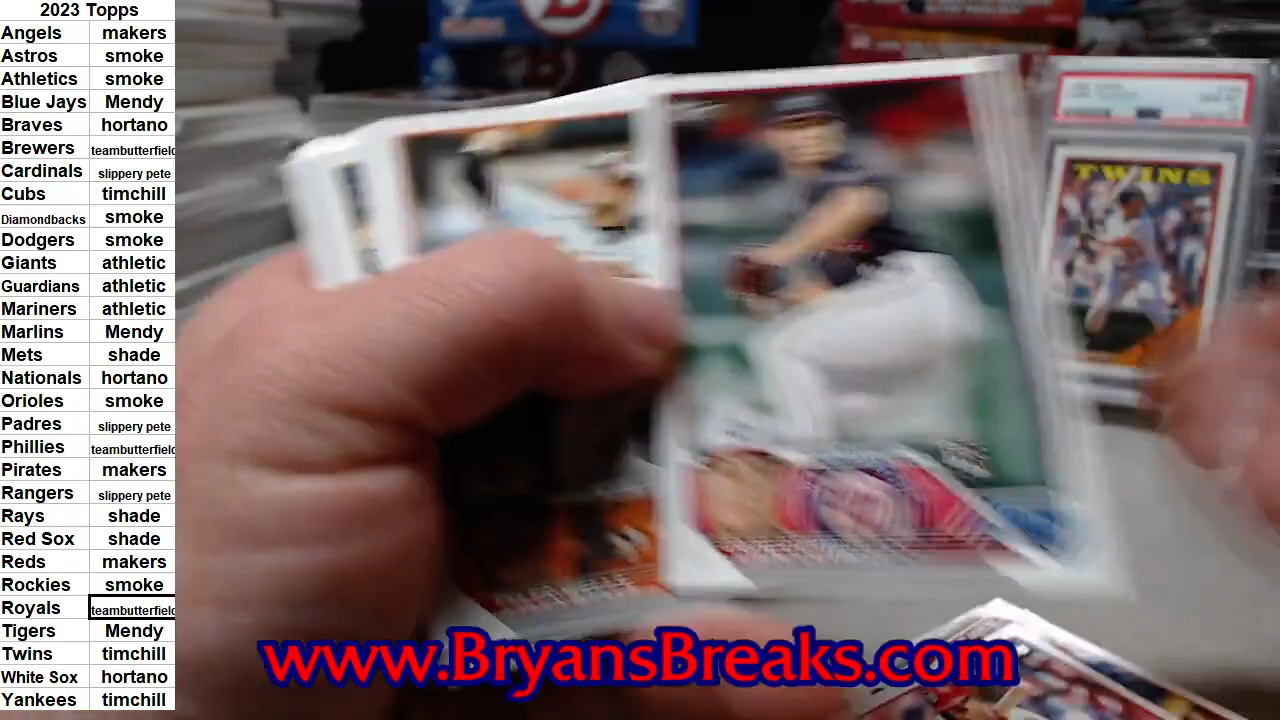 2023 Topps
Angels makers
Astros smoke
Athletics smoke
Blue Jays Mendy
Braves hortano
Brewers teambutterfield
Cardinals slippery pete
Cubs timchill
Diamondbacks smoke
Dodgers smoke
Giants athletic
Guardians athletic
Mariners athletic
Marlins Mendy
Mets shade
Nationals hortano
Orioles smoke
Padres slippery pete
Phillies teambutterfield
Pirates makers
Rangers slippery pete
Rays shade
Red Sox shade
Reds makers
Rockies smoke
Royals teambutterfield
Tigers Mendy
Twins timchill
White Sox hortano
Yankees timchill
TWINS
www.BryansBreaks.com